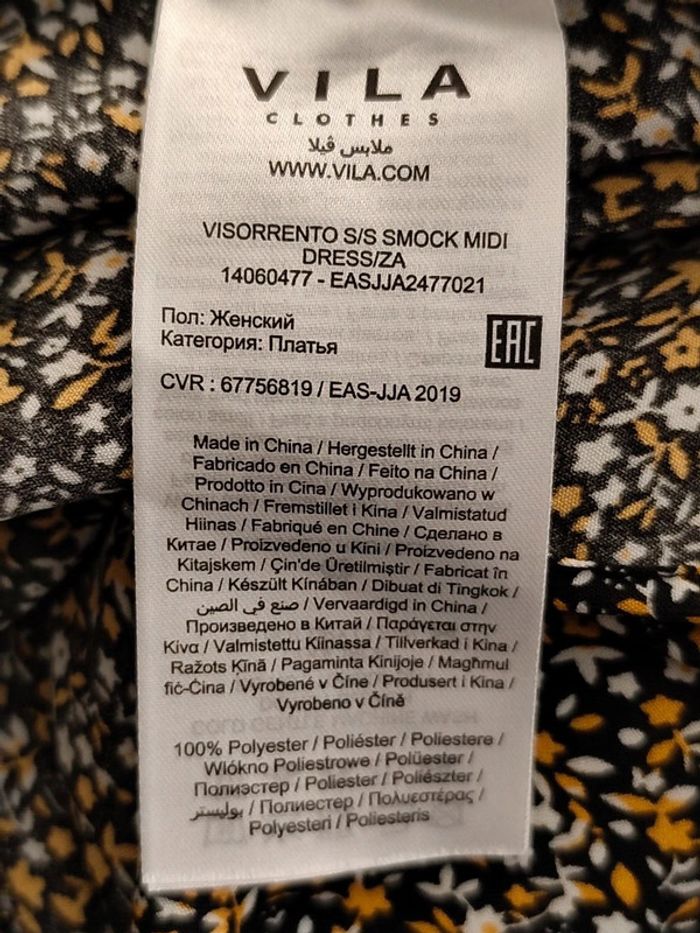 VILA
CLOTHES
ملابس ڤيلا
WWW.VILA.COM
VISORRENTO S/S SMOCK MIDI
DRESS/ZA
14060477 - EASJJA2477021
Пол: Женский
Категория: Платья
EAC
CVR : 67756819 / EAS-JJA 2019
Made in China / Hergestellt in China /
Fabricado en China / Feito na China /
Prodotto in Cina / Wyprodukowano w
Chinach / Fremstillet i Kina / Valmistatud
Hiinas / Fabriqué en Chine / Сделано в
Китае / Proizvedeno u Kini / Proizvedeno na
Kitajskem / Çin'de Üretilmiştir / Fabricat în
China / Készült Kínában / Dibuat di Tingkok /
صنع في الصين / Vervaardigd in China /
Произведено в Китай / Παράγεται στην
Κίνα / Valmistettu Kiinassa / Tillverkad i Kina /
Ražots Ķīnā / Pagaminta Kinijoje / Magħmul
fiċ-Ċina / Vyrobené v Číne / Produsert i Kina /
Vyrobeno v Číně
100% Polyester / Poliéster / Poliestere /
Włókno Poliestrowe / Polüester /
Полиэстер / Poliester / Poliészter /
بوليستر / Полиестер / Πολυεστέρας /
Polyesteri / Poliesteris